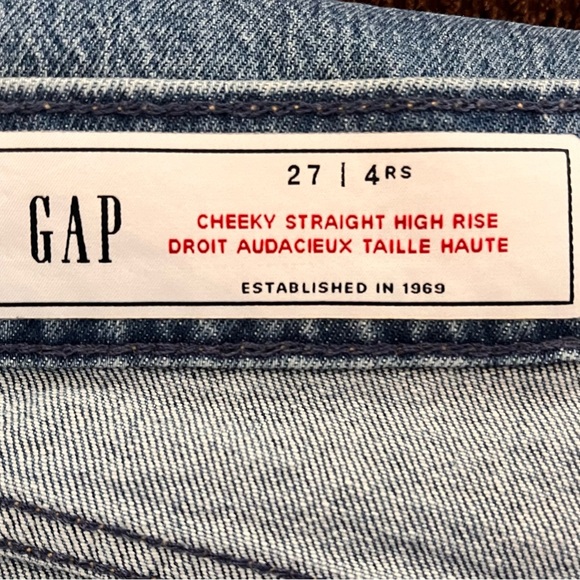 GAP
27 | 4RS
CHEEKY STRAIGHT HIGH RISE
DROIT AUDACIEUX TAILLE HAUTE
ESTABLISHED IN 1969